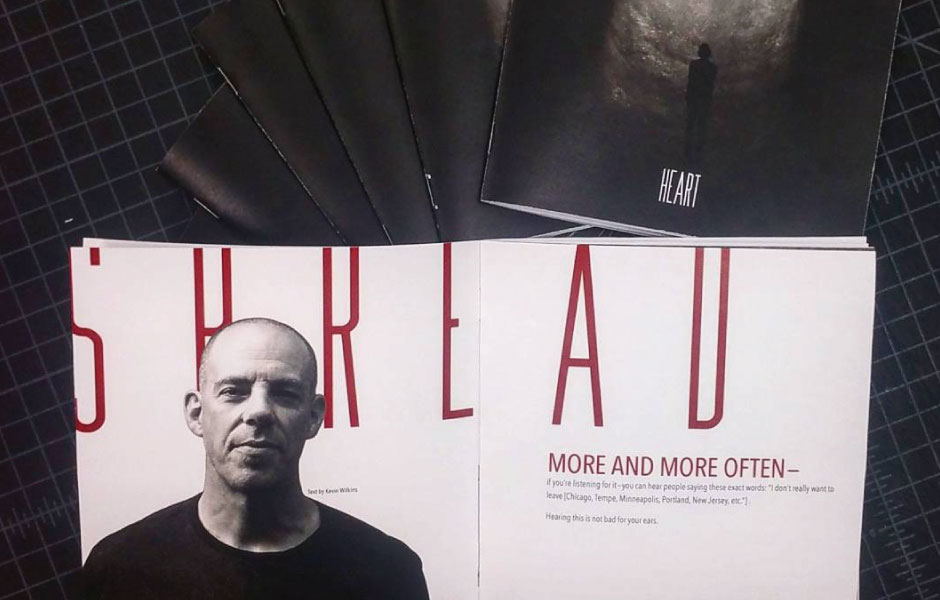 HEART
SHREAD
Text by Kevin Wilkins
MORE AND MORE OFTEN–
if you're listening for it–you can hear people saying these exact words: "I don't really want to
leave [Chicago, Tempe, Minneapolis, Portland, New Jersey, etc."] .
Hearing this is not bad for your ears.